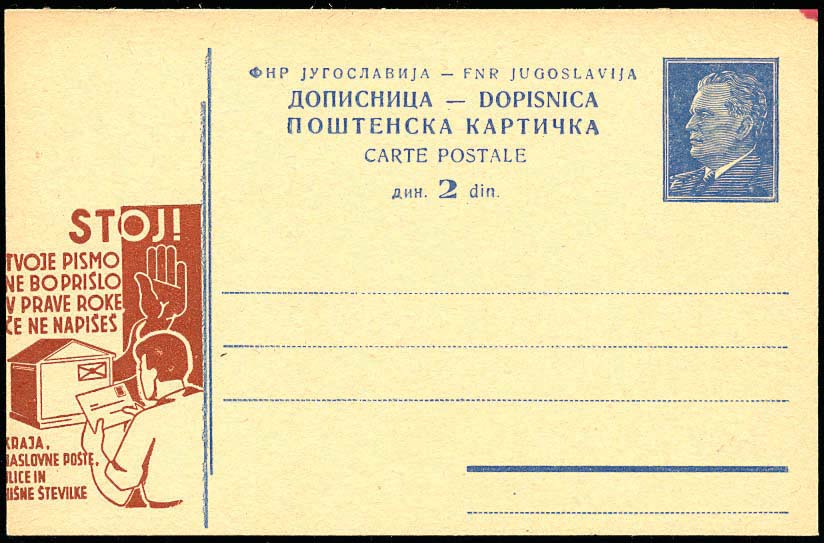 ФНР ЈУГОСЛАВИЈА — FNR JUGOSLAVIJA
ДОПИСНИЦА — DOPISNICA
ПОШТЕНСКА КАРТИЧКА
CARTE POSTALE
дин. 2 din.
STOJ!
TVOJE PISMO
NE BO PRIŠLO
V PRAVE ROKE
ČE NE NAPIŠEŠ
KRAJA,
NASLOVNE POŠTE,
ULICE IN
HIŠNE ŠTEVILKE